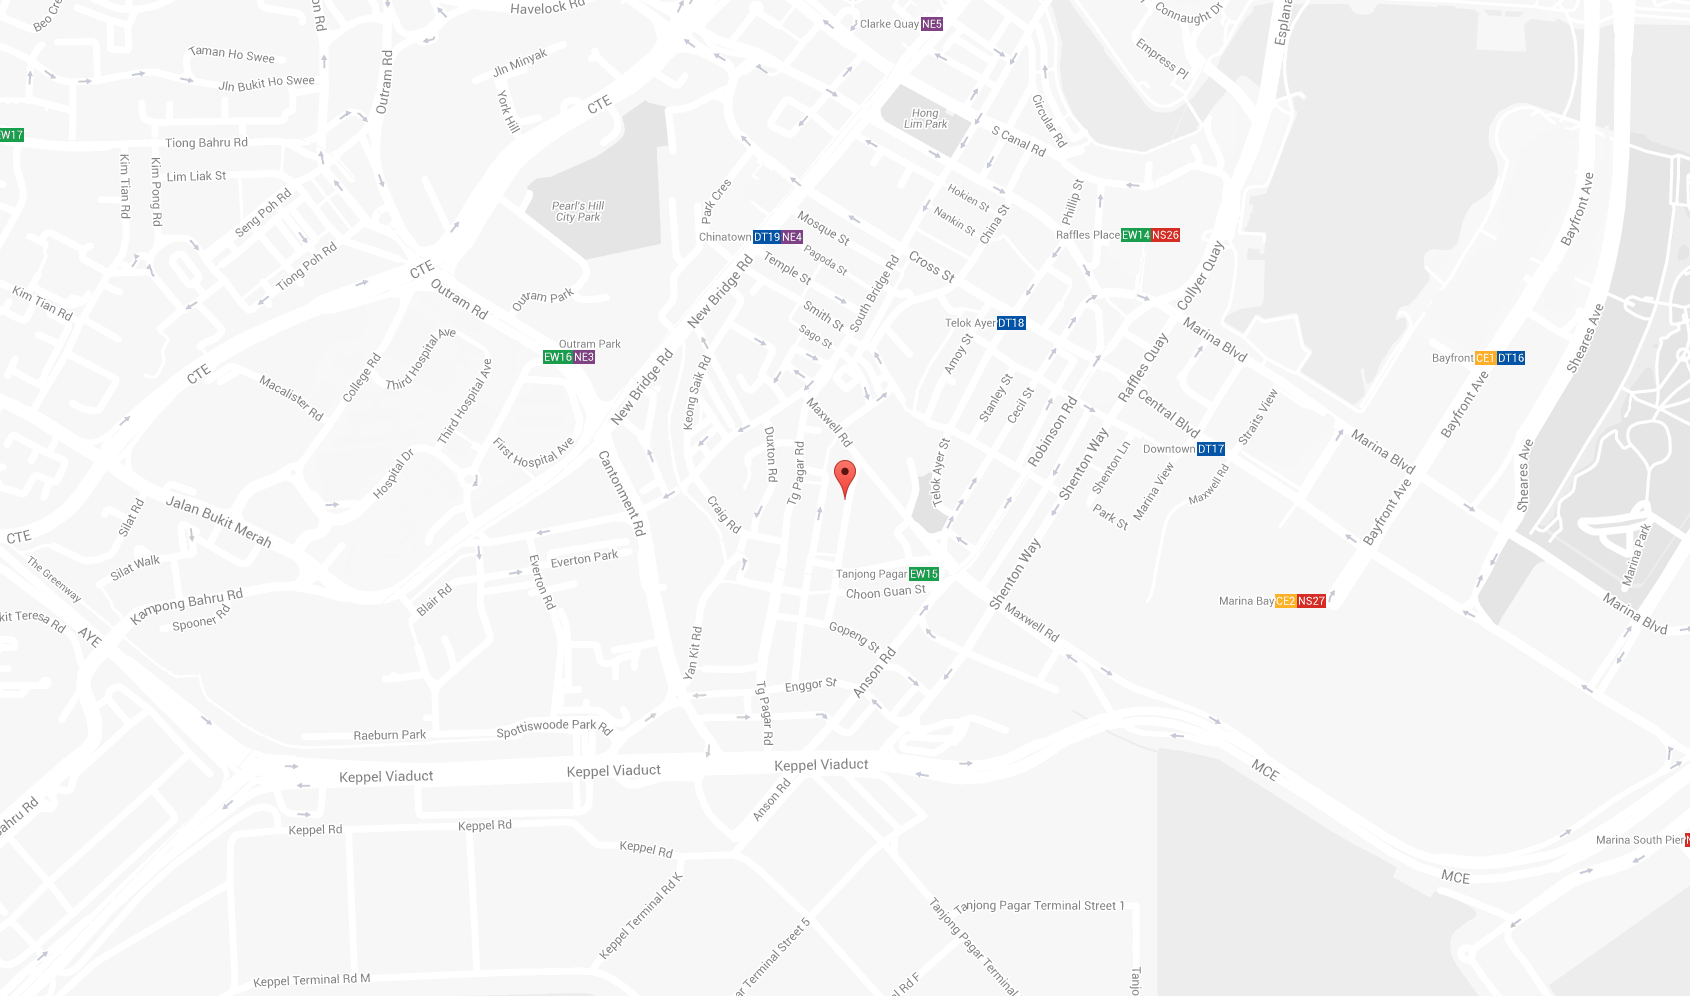 Havelock Rd
Clarke Quay NE5
Connaught Dr
Esplana
Beo Cre
on Rd
Taman Ho Swee
Jln Minyak
Empress Pl
Outram Rd
Jln Bukit Ho Swee
York Hill
CTE
Circular Rd
Hong
Lim Park
EW17
Tiong Bahru Rd
S Canal Rd
Kim Tian Rd
Kim Pong Rd
Lim Liak St
Seng Poh Rd
Pearl's Hill
City Park
Park Cres
Hokien St
Nankin St
China St
Phillip St
Bayfront Ave
Mosque St
Chinatown DT19 NE4
Raffles Place EW14 NS26
Pagoda St
Temple St
Cross St
Tiong Poh Rd
CTE
Outram Rd
Outram Park
New Bridge Rd
South Bridge Rd
Collyer Quay
Kim Tian Rd
Smith St
Sago St
Telok Ayer DT18
Marina Blvd
Sheares Ave
Outram Park
EW16 NE3
Third Hospital Ave
Amoy St
Raffles Quay
Bayfront CE1 DT16
CTE
College Rd
Macalister Rd
Third Hospital Ave
New Bridge Rd
Keong Saik Rd
Maxwell Rd
Stanley St
Cecil St
Robinson Rd
Central Blvd
Straits View
Bayfront Ave
First Hospital Ave
Hospital Dr
Duxton Rd
Tg Pagar Rd
Telok Ayer St
Shenton Way
Shenton Ln
Downtown DT17
Marina Blvd
Sheares Ave
Cantonment Rd
Craig Rd
Marina View
Maxwell Rd
Park St
Bayfront Ave
Silat Rd
Jalan Bukit Merah
CTE
The Greenway
Silat Walk
Everton Park
Everton Rd
Tanjong Pagar EW15
Choon Guan St
Shenton Way
Marina Park
Marina Bay CE2 NS27
Marina Blvd
Blair Rd
Kampong Bahru Rd
Spooner Rd
kit Teresa Rd
AYE
Maxwell Rd
Gopeng St
Yan Kit Rd
Anson Rd
Enggor St
Tg Pagar Rd
Spottiswoode Park Rd
Raeburn Park
Keppel Viaduct
Keppel Viaduct
Keppel Viaduct
MCE
Anson Rd
ahru Rd
Keppel Rd
Keppel Rd
Keppel Rd
Marina South Pier
MCE
Keppel Terminal Rd K
Tanjong Pagar Terminal Street 1
Tanjong Pagar Terminal
ar Terminal Street 5
Keppel Terminal Rd M
l Rd F
Tanjo